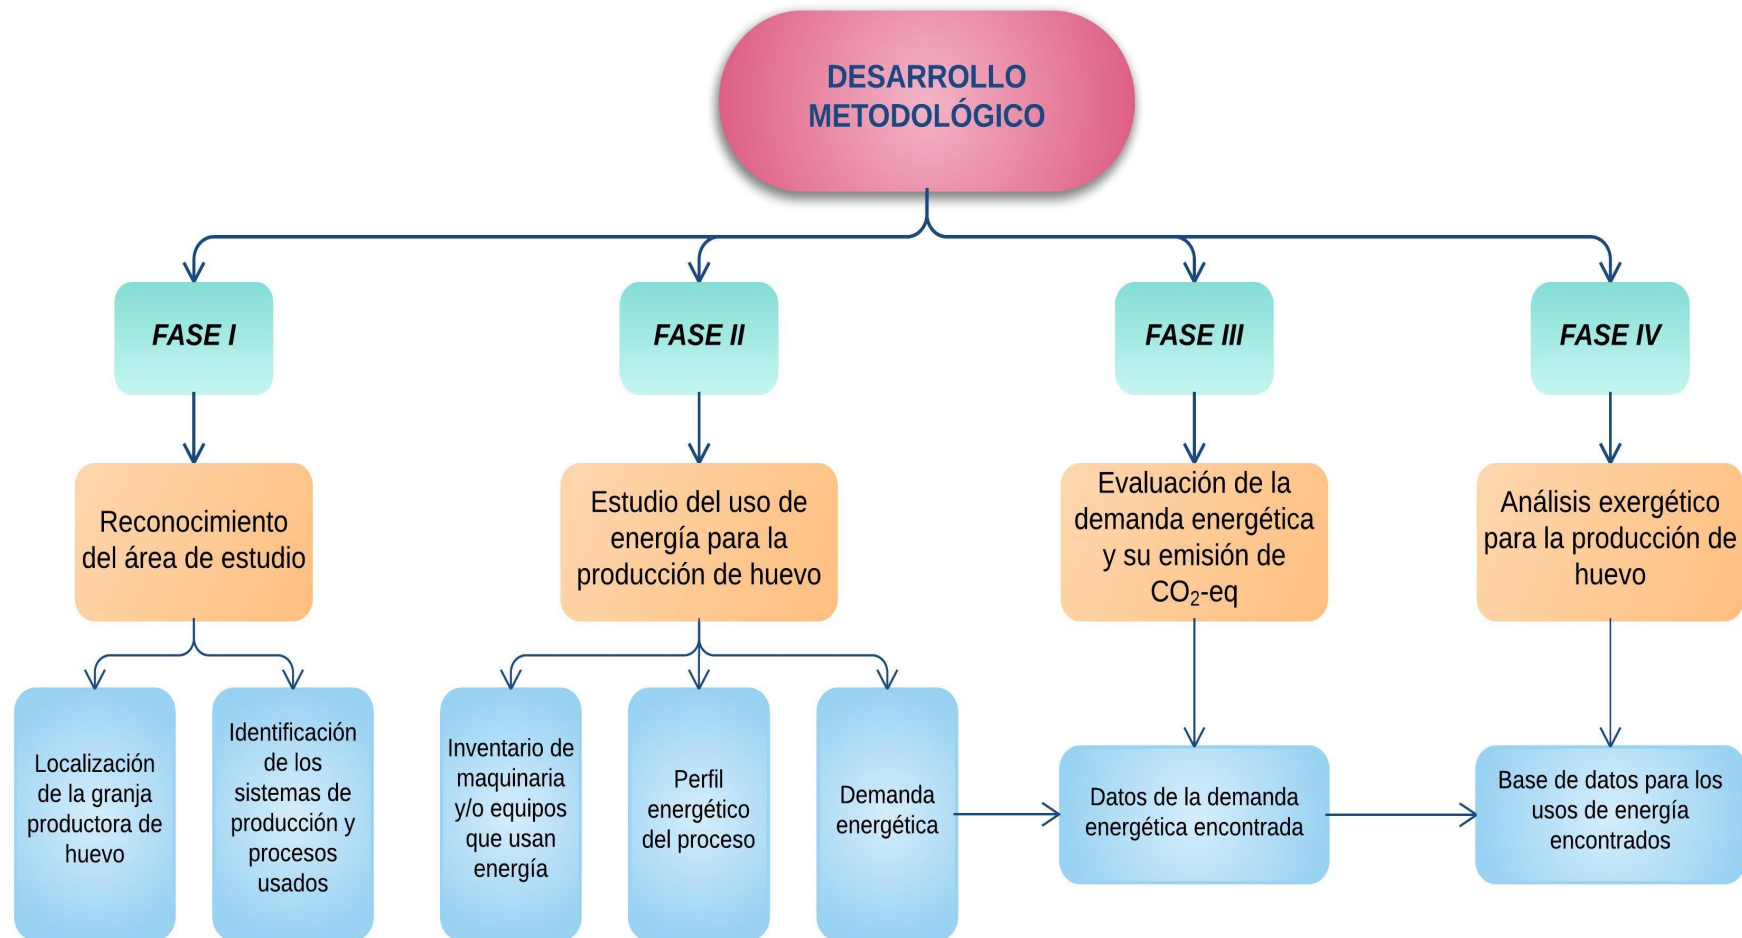 DESARROLLO
METODOLÓGICO
FASE I
FASE II
FASE III
FASE IV
Reconocimiento
del área de estudio
Estudio del uso de
energía para la
producción de huevo
Evaluación de la
demanda energética
y su emisión de
CO₂-eq
Análisis exergético
para la producción de
huevo
Localización
de la granja
productora de
huevo
Identificación
de los
sistemas de
producción y
procesos
usados
Inventario de
maquinaria
y/o equipos
que usan
energía
Perfil
energético
del proceso
Demanda
energética
Datos de la demanda
energética encontrada
Base de datos para los
usos de energía
encontrados